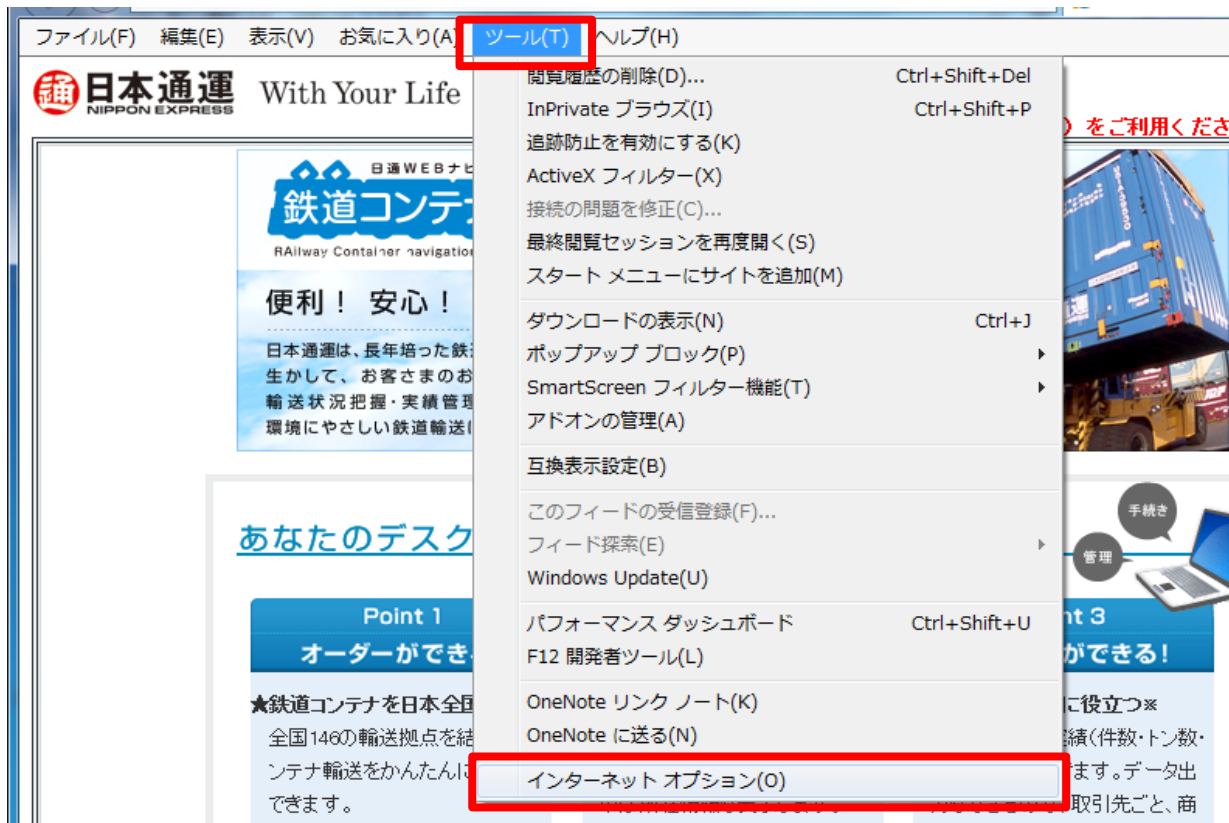 ファイル(F) 編集(E) 表示(V) お気に入り(A) ツール(T) ヘルプ(H)
日本通運
NIPPON EXPRESS
With Your Life
をご利用くださ
閲覧履歴の削除(D)... Ctrl+Shift+Del
InPrivate ブラウズ(I) Ctrl+Shift+P
追跡防止を有効にする(K)
ActiveX フィルター(X)
接続の問題を修正(C)...
最終閲覧セッションを再度開く(S)
スタート メニューにサイトを追加(M)
ダウンロードの表示(N) Ctrl+J
ポップアップ ブロック(P)
SmartScreen フィルター機能(T)
アドオンの管理(A)
互換表示設定(B)
このフィードの受信登録(F)...
フィード探索(E)
Windows Update(U)
パフォーマンス ダッシュボード Ctrl+Shift+U
F12 開発者ツール(L)
OneNote リンク ノート(K)
OneNote に送る(N)
インターネット オプション(O)
日通WEBナビ
鉄道コンテ
RAilway Container navigation
便利! 安心!
日本通運は、長年培った鉄
生かして、お客さまのお
輸送状況把握・実績管理
環境にやさしい鉄道輸送
あなたのデスク
手続き
管理
Point 1
オーダーができ
★鉄道コンテナを日本全国
全国146の輸送拠点を結
ンテナ輸送をかんたんに
できます。
nt 3
ができる!
に役立つ※
績(件数・トン数・
ます。データ出
取引先ごと、商